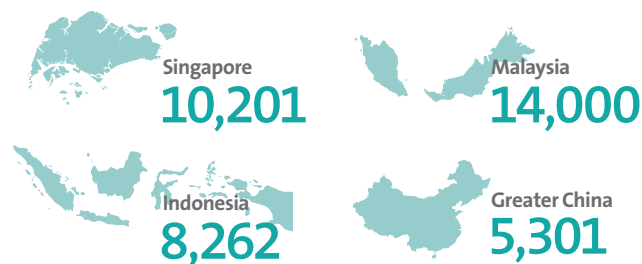 Singapore
10,201
Malaysia
14,000
Indonesia
8,262
Greater China
5,301